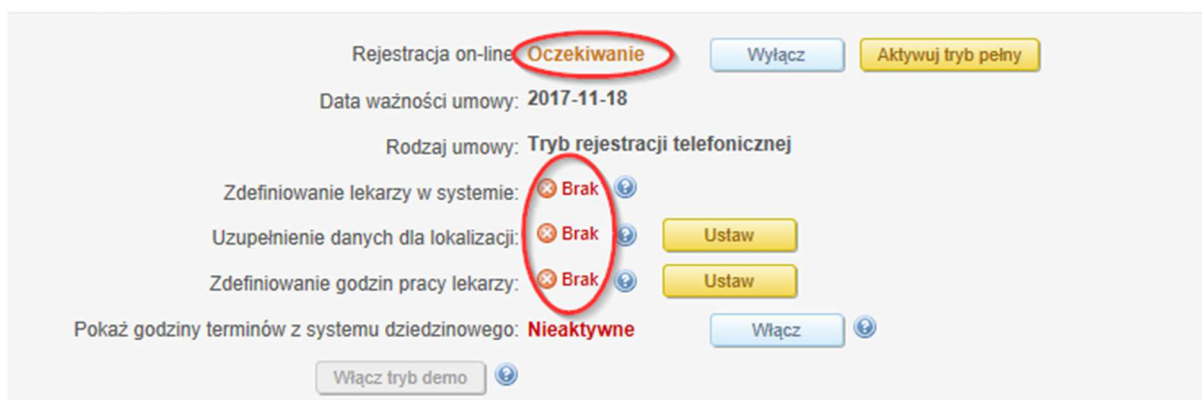 Rejestracja on-line Oczekiwanie Wyłącz Aktywuj tryb pełny
Data ważności umowy: 2017-11-18
Rodzaj umowy: Tryb rejestracji telefonicznej
Zdefiniowanie lekarzy w systemie: Brak ?
Uzupełnienie danych dla lokalizacji: Brak ? Ustaw
Zdefiniowanie godzin pracy lekarzy: Brak ? Ustaw
Pokaż godziny terminów z systemu dziedzinowego: Nieaktywne Włącz ?
Włącz tryb demo ?